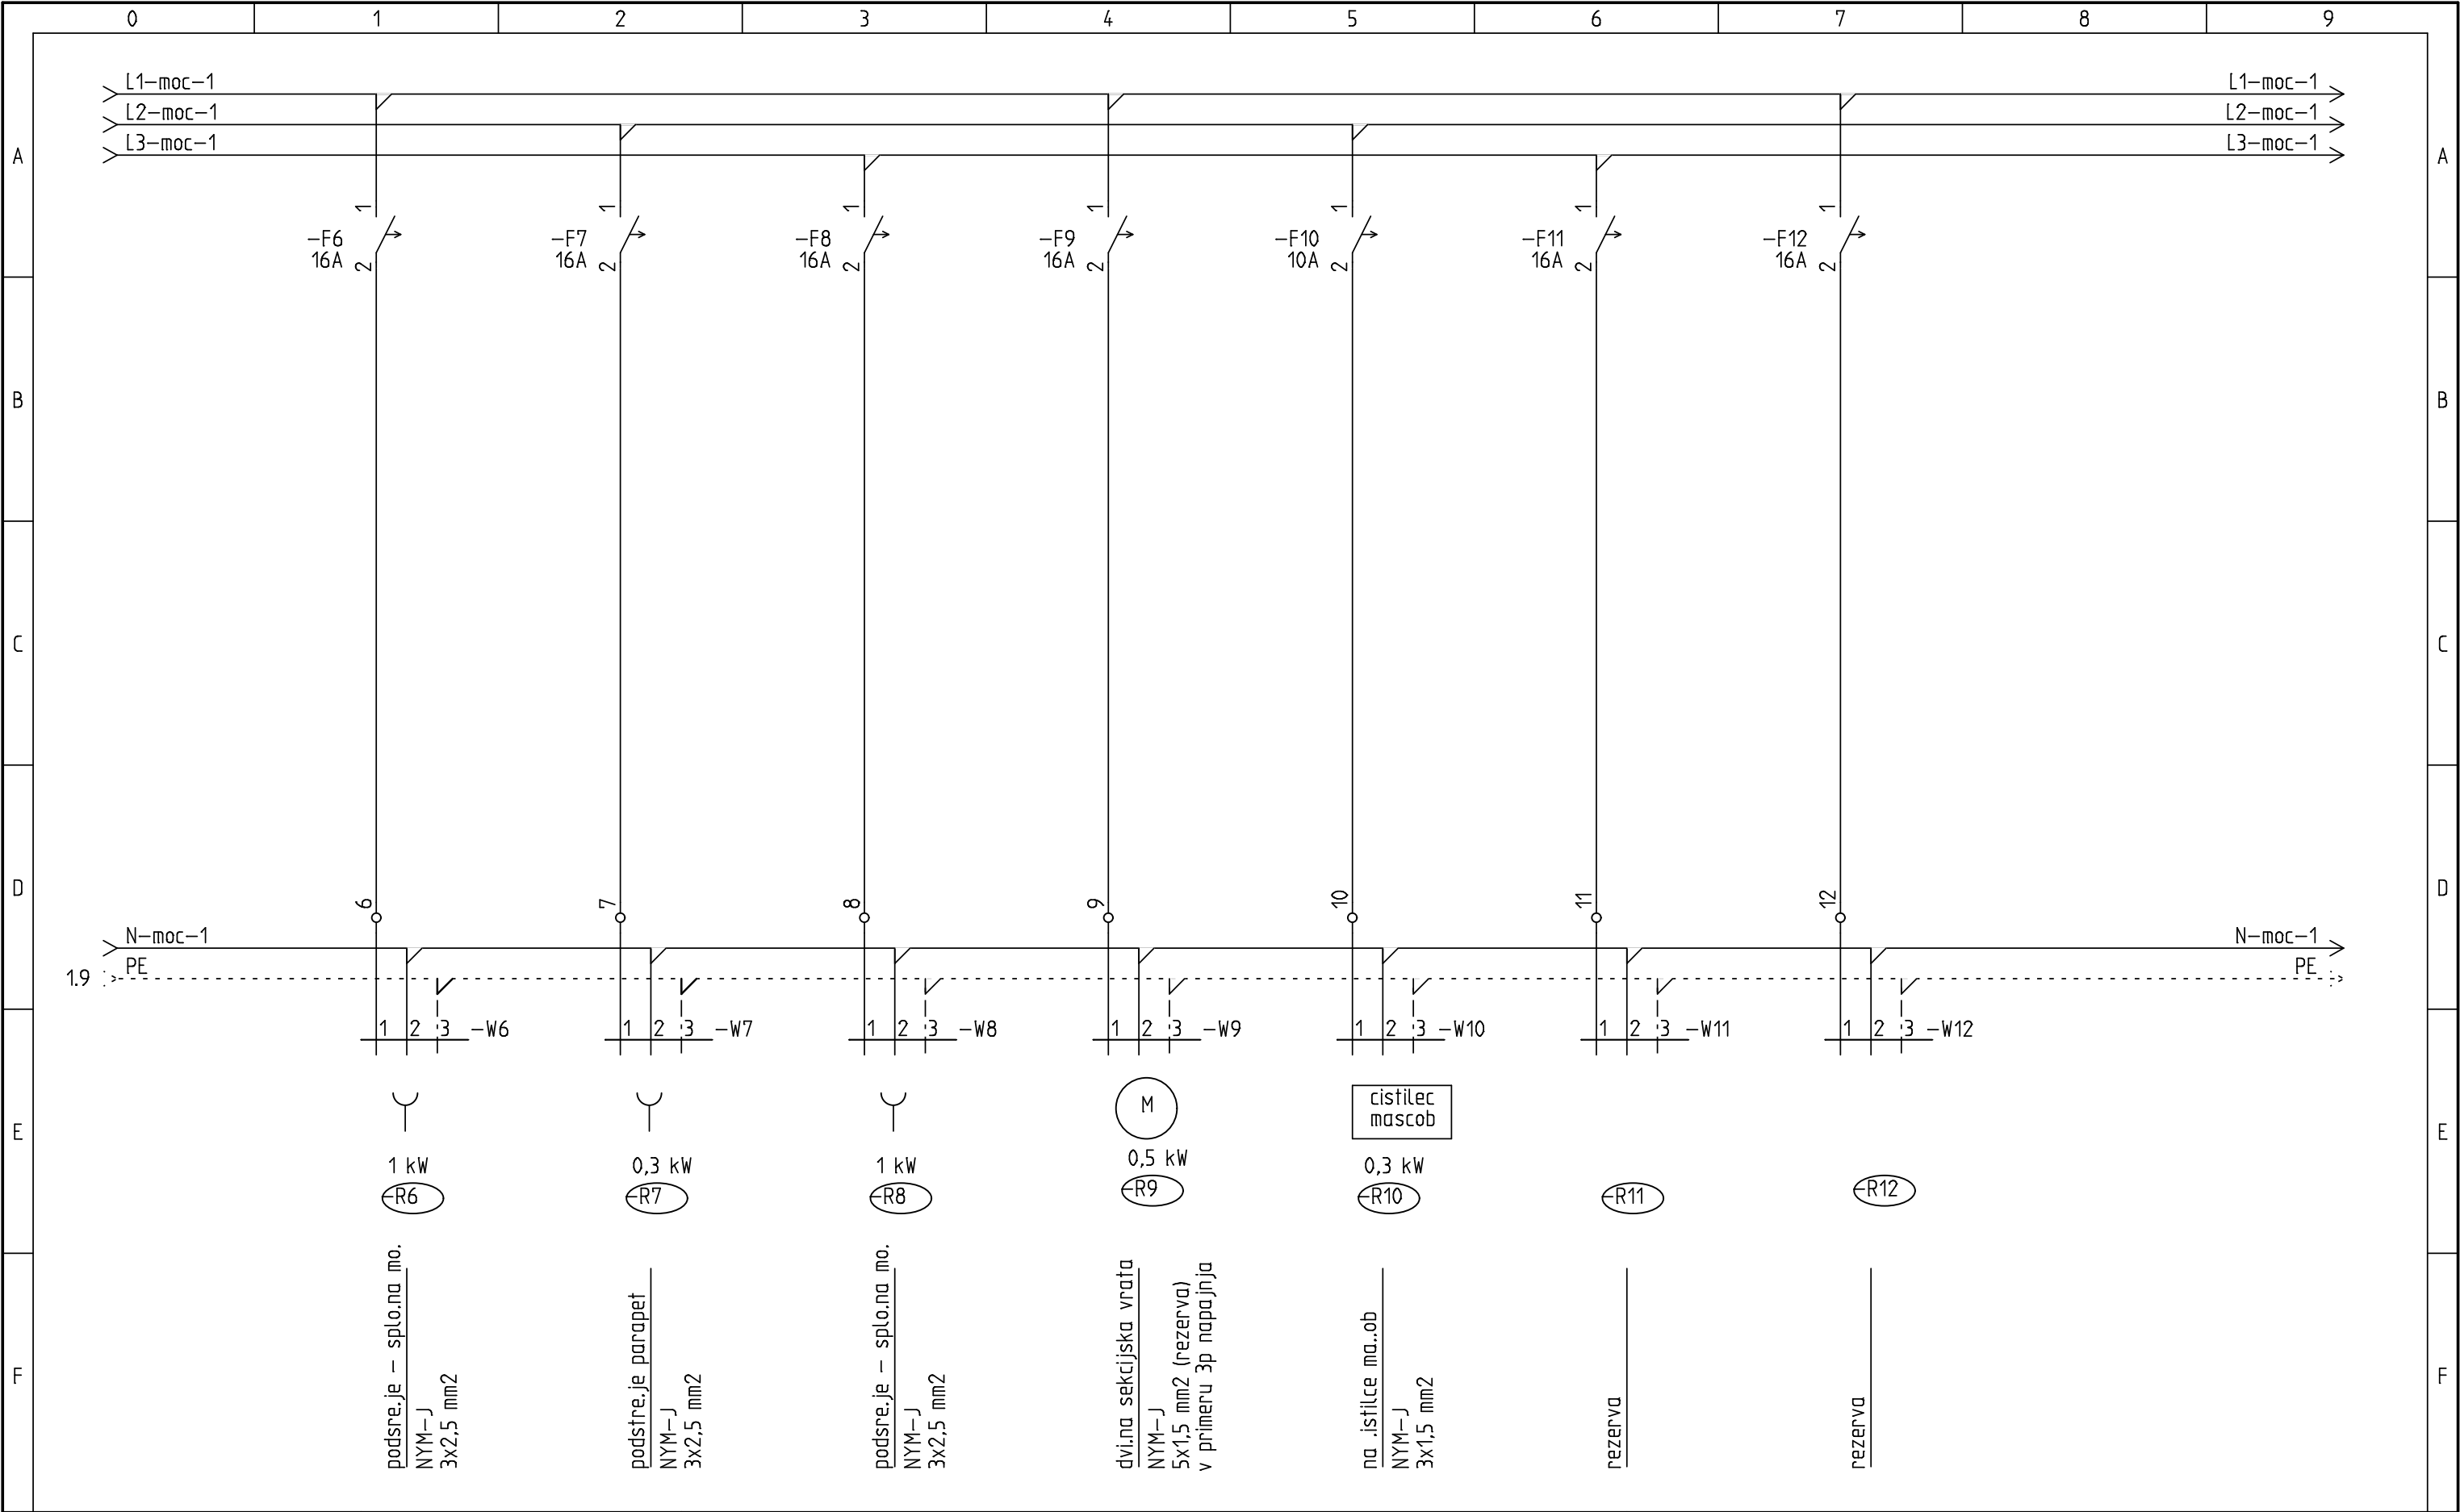 0 1 2 3 4 5 6 7 8 9
L1-moc-1 L1-moc-1
L2-moc-1 L2-moc-1
L3-moc-1 L3-moc-1
A A
1 1 1 1 1 1 1
-F6 -F7 -F8 -F9 -F10 -F11 -F12
16A 16A 16A 16A 10A 16A 16A
2 2 2 2 2 2 2
B B
C C
D D
6 7 8 9 10 11 12
N-moc-1 N-moc-1
PE PE
1.9
1 2 3 -W6 1 2 3 -W7 1 2 3 -W8 1 2 3 -W9 1 2 3 -W10 1 2 3 -W11 1 2 3 -W12
M
cistilec
mascob
E E
1 kW 0,3 kW 1 kW 0,5 kW 0,3 kW
-R6 -R7 -R8 -R9 -R10 -R11 -R12
F F
podsre.je - splo.na mo.
NYM-J
3x2,5 mm2
podstre.je parapet
NYM-J
3x2,5 mm2
podsre.je - splo.na mo.
NYM-J
3x2,5 mm2
dvi.na sekcijska vrata
NYM-J
5x1,5 mm2 (rezerva)
v primeru 3p napajnja
na .istilce ma..ob
NYM-J
3x1,5 mm2
rezerva
rezerva